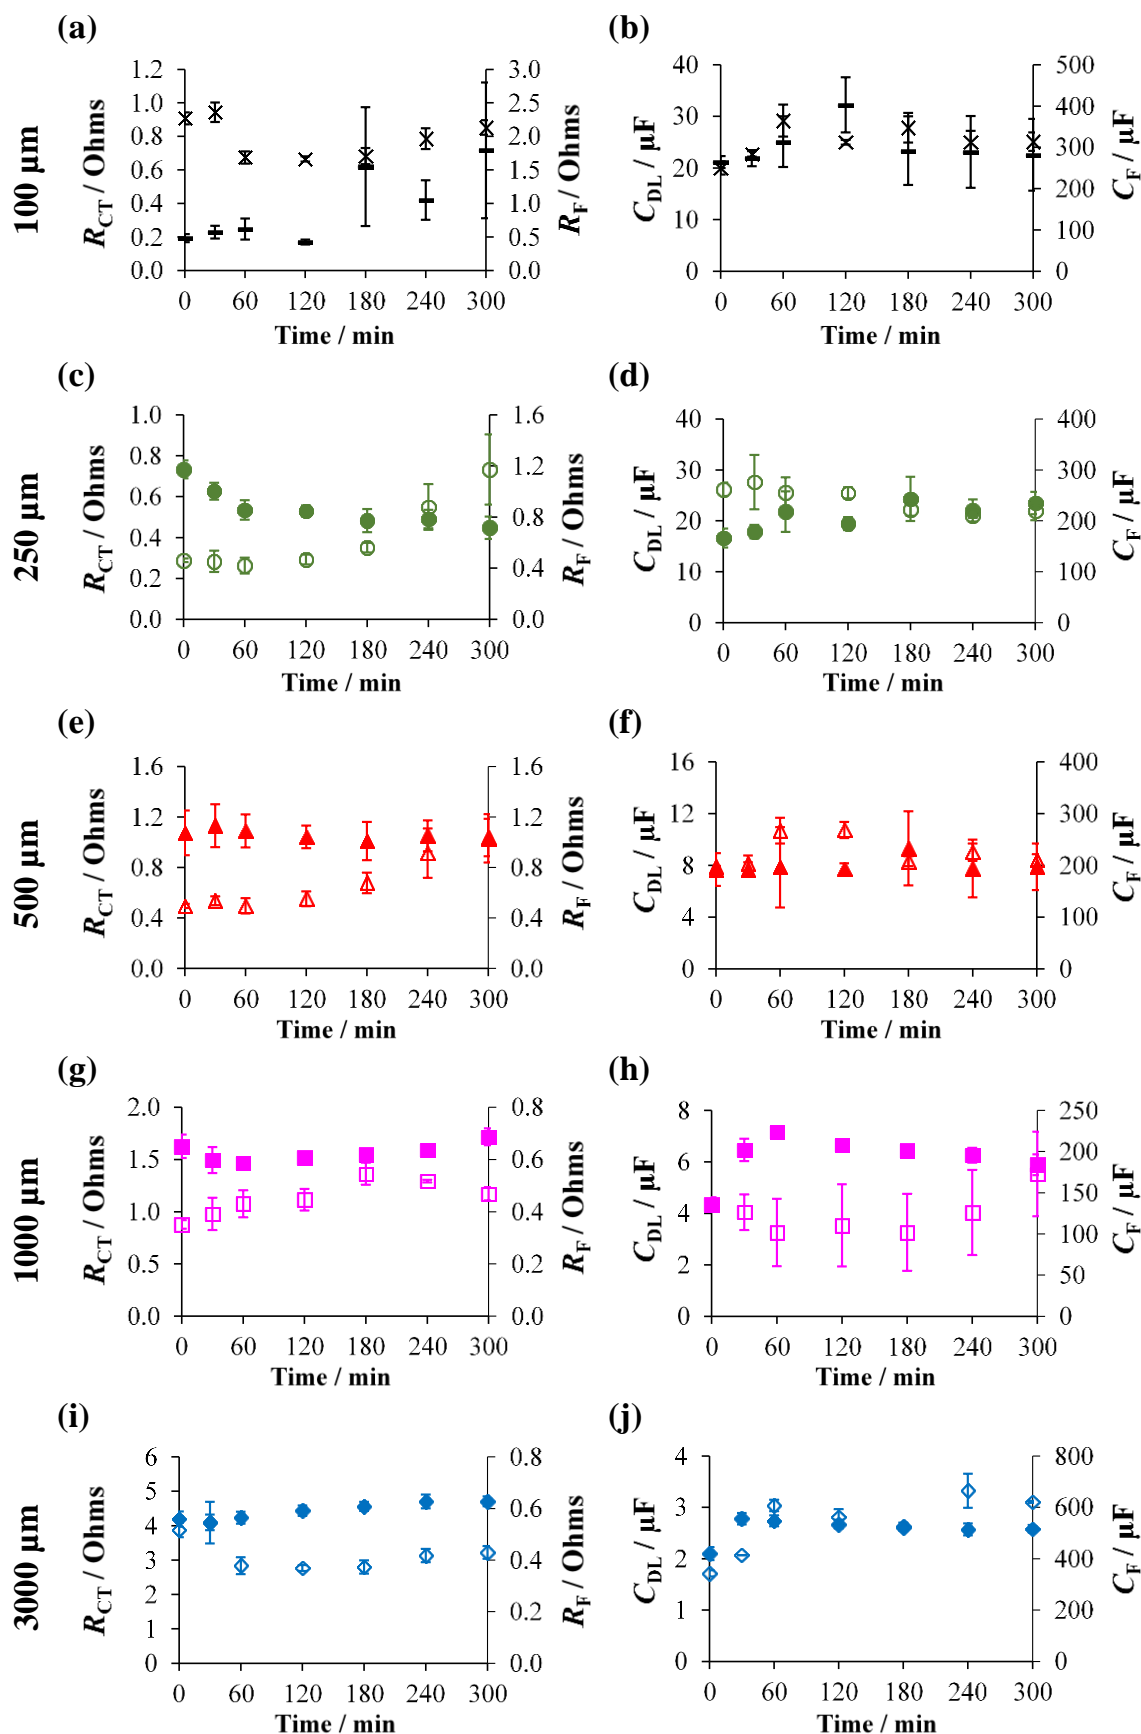 (a) (b)
100 µm
1.2 3.0 40 500
1.0 2.5 400
0.8 2.0 30
0.6 1.5 20 300
0.4 1.0 200
0.2 0.5 10 100
0.0 0.0 0 0
R_CT / Ohms R_F / Ohms C_DL / µF C_F / µF
0 60 120 180 240 300 0 60 120 180 240 300
Time / min Time / min
(c) (d)
250 µm
1.0 1.6 40 400
0.8 1.2 30 300
0.6 0.8 20 200
0.4 0.4 10 100
0.2
0.0 0.0 0 0
R_CT / Ohms R_F / Ohms C_DL / µF C_F / µF
0 60 120 180 240 300 0 60 120 180 240 300
Time / min Time / min
(e) (f)
500 µm
1.6 1.6 16 400
1.2 1.2 12 300
0.8 0.8 8 200
0.4 0.4 4 100
0.0 0.0 0 0
R_CT / Ohms R_F / Ohms C_DL / µF C_F / µF
0 60 120 180 240 300 0 60 120 180 240 300
Time / min Time / min
(g) (h)
1000 µm
2.0 0.8 8 250
1.5 0.6 6 200
1.0 0.4 4 150
0.5 0.2 2 100
50
0.0 0.0 0 0
R_CT / Ohms R_F / Ohms C_DL / µF C_F / µF
0 60 120 180 240 300 0 60 120 180 240 300
Time / min Time / min
(i) (j)
3000 µm
6 0.8 4 800
5 0.6 3 600
4 0.4 2 400
3 0.2 1 200
2
1
0 0.0 0 0
R_CT / Ohms R_F / Ohms C_DL / µF C_F / µF
0 60 120 180 240 300 0 60 120 180 240 300
Time / min Time / min